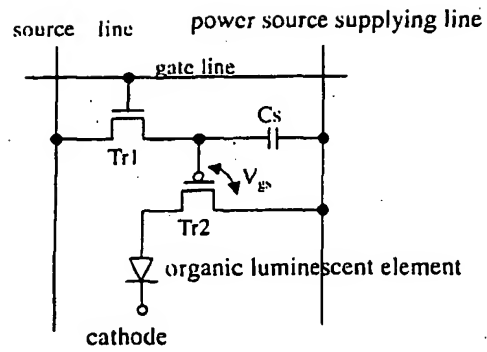 source line power source supplying line
gate line
Cs
Tr1
Vgs
Tr2
organic luminescent element
cathode